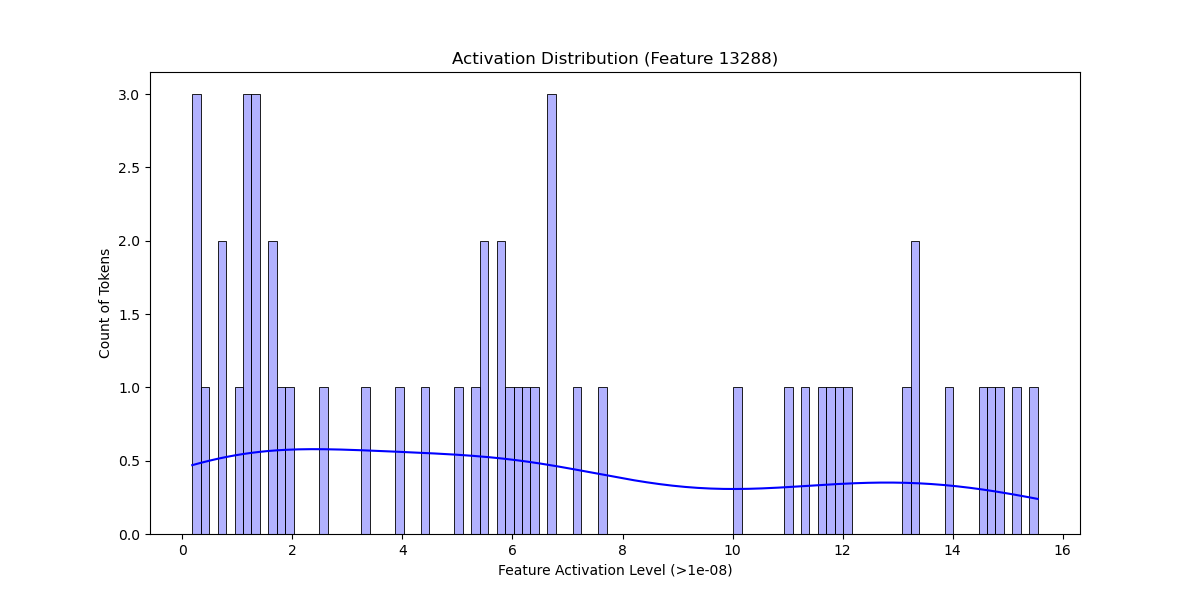 Activation Distribution (Feature 13288)
3.0
2.5
2.0
1.5
1.0
0.5
0.0
Count of Tokens
0 2 4 6 8 10 12 14 16
Feature Activation Level (>1e-08)